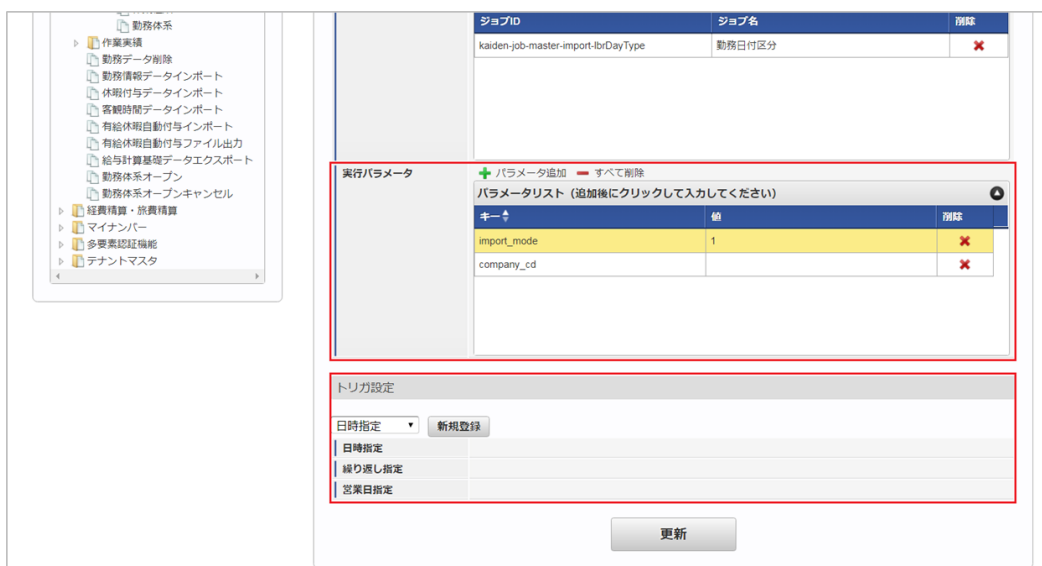 勤務体系
作業実績
勤務データ削除
勤務情報データインポート
休暇付与データインポート
客観時間データインポート
有給休暇自動付与インポート
有給休暇自動付与ファイル出力
給与計算基礎データエクスポート
勤務体系オープン
勤務体系オープンキャンセル
経費精算・旅費精算
マイナンバー
多要素認証機能
テナントマスタ
ジョブID ジョブ名 削除
kaiden-job-master-import-lbrDayType 勤務日付区分
実行パラメータ パラメータ追加 すべて削除
パラメータリスト（追加後にクリックして入力してください）
キー 値 削除
import_mode 1
company_cd
トリガ設定
日時指定 新規登録
日時指定
繰り返し指定
営業日指定
更新